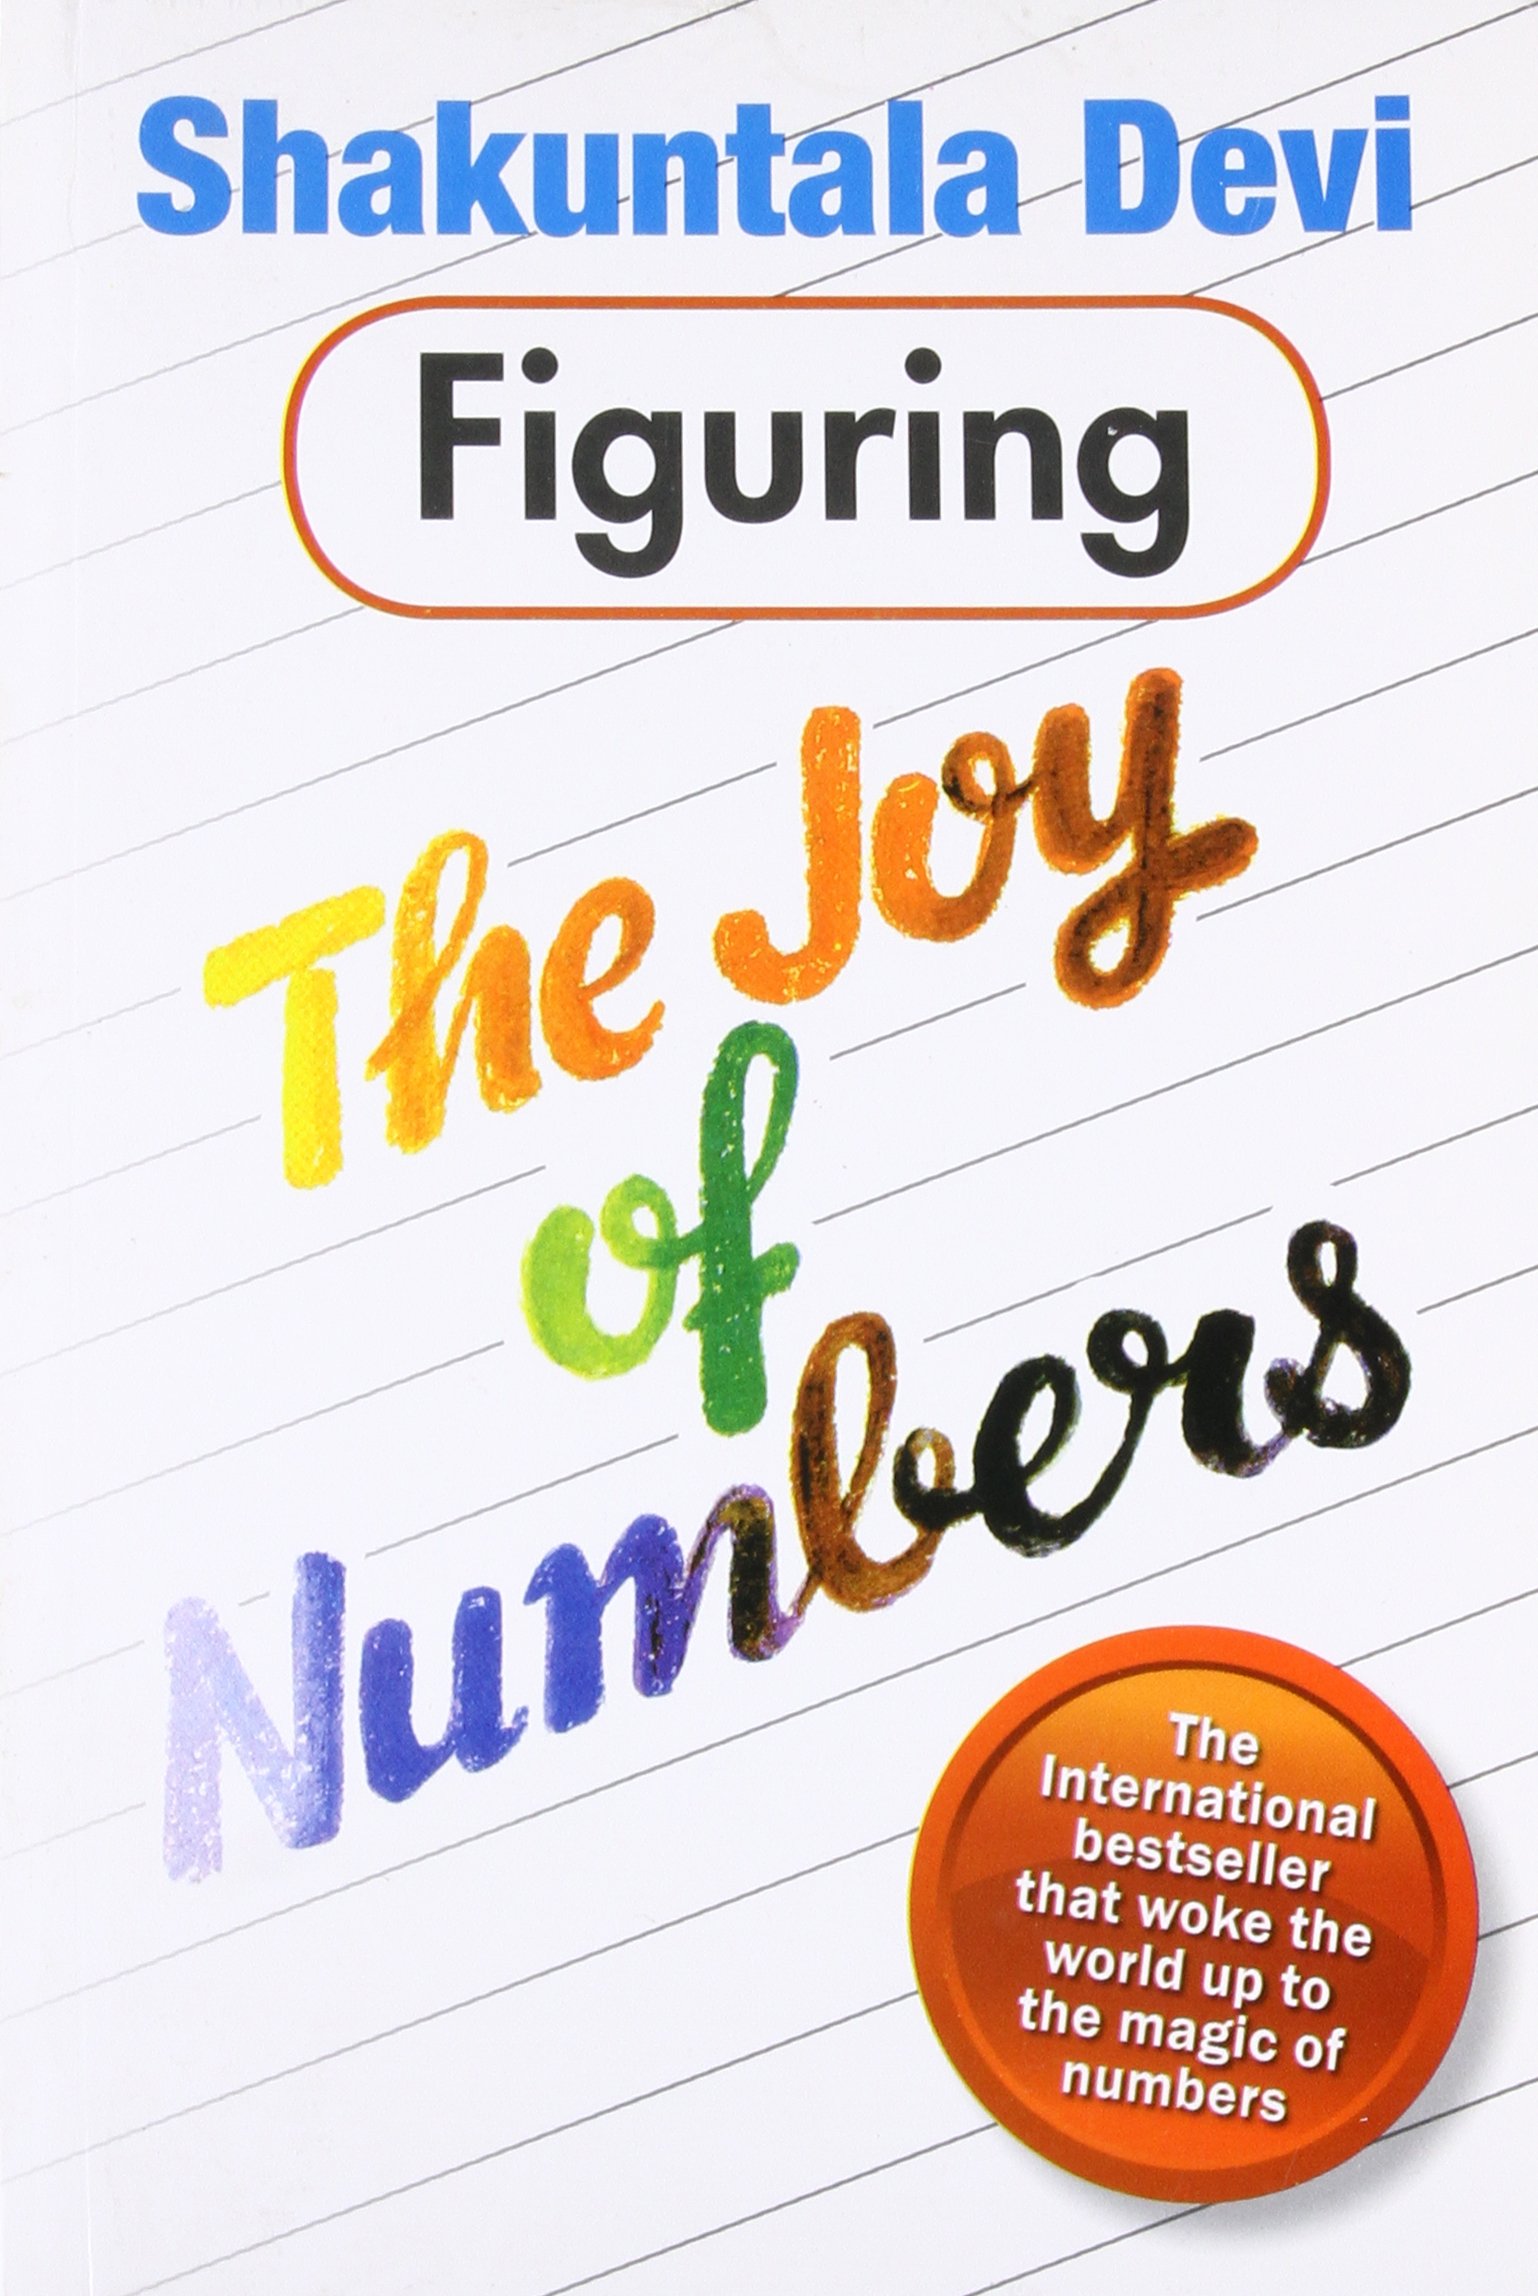 Shakuntala Devi
Figuring
The Joy
of
Numbers
The
International
bestseller
that woke the
world up to
the magic of
numbers